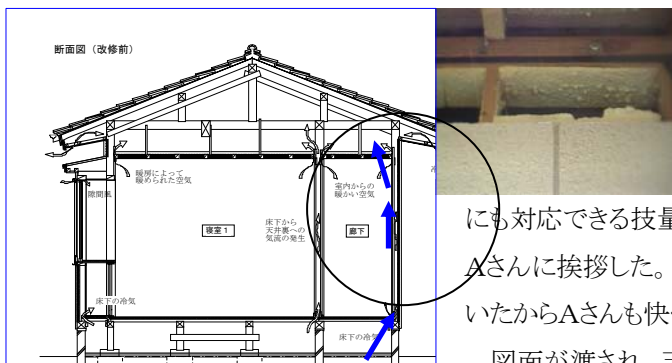 断面図（改修前）
暖房によって
暖められた空気
室内からの
暖かい空気
隙間風
寝室1
床下から
天井裏への
気流の発生
廊下
床下の冷気
床下の冷気
にも対応できる技量
Aさんに挨拶した。
いたからAさんも快
図面が渡され